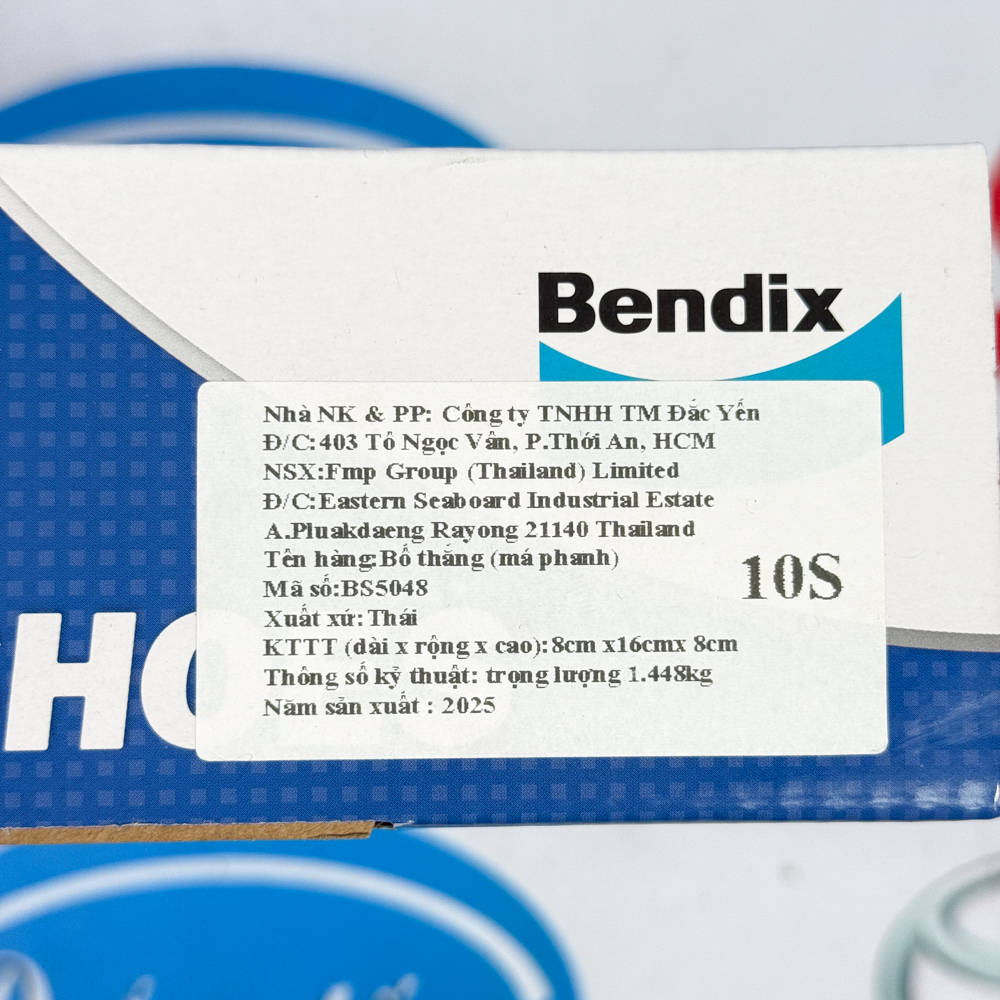 Bendix
Nhà NK & PP: Công ty TNHH TM Đắc Yến
Đ/C:403 Tô Ngọc Vân, P.Thới An, HCM
NSX:Fmp Group (Thailand) Limited
Đ/C:Eastern Seaboard Industrial Estate
A.Pluakdaeng Rayong 21140 Thailand
Tên hàng:Bố thắng (má phanh)
10S
Mã số:BS5048
Xuất xứ: Thái
KTTT (dài x rộng x cao): 8cm x16cmx 8cm
Thông số kỷ thuật: trọng lượng 1.448kg
Năm sản xuất : 2025